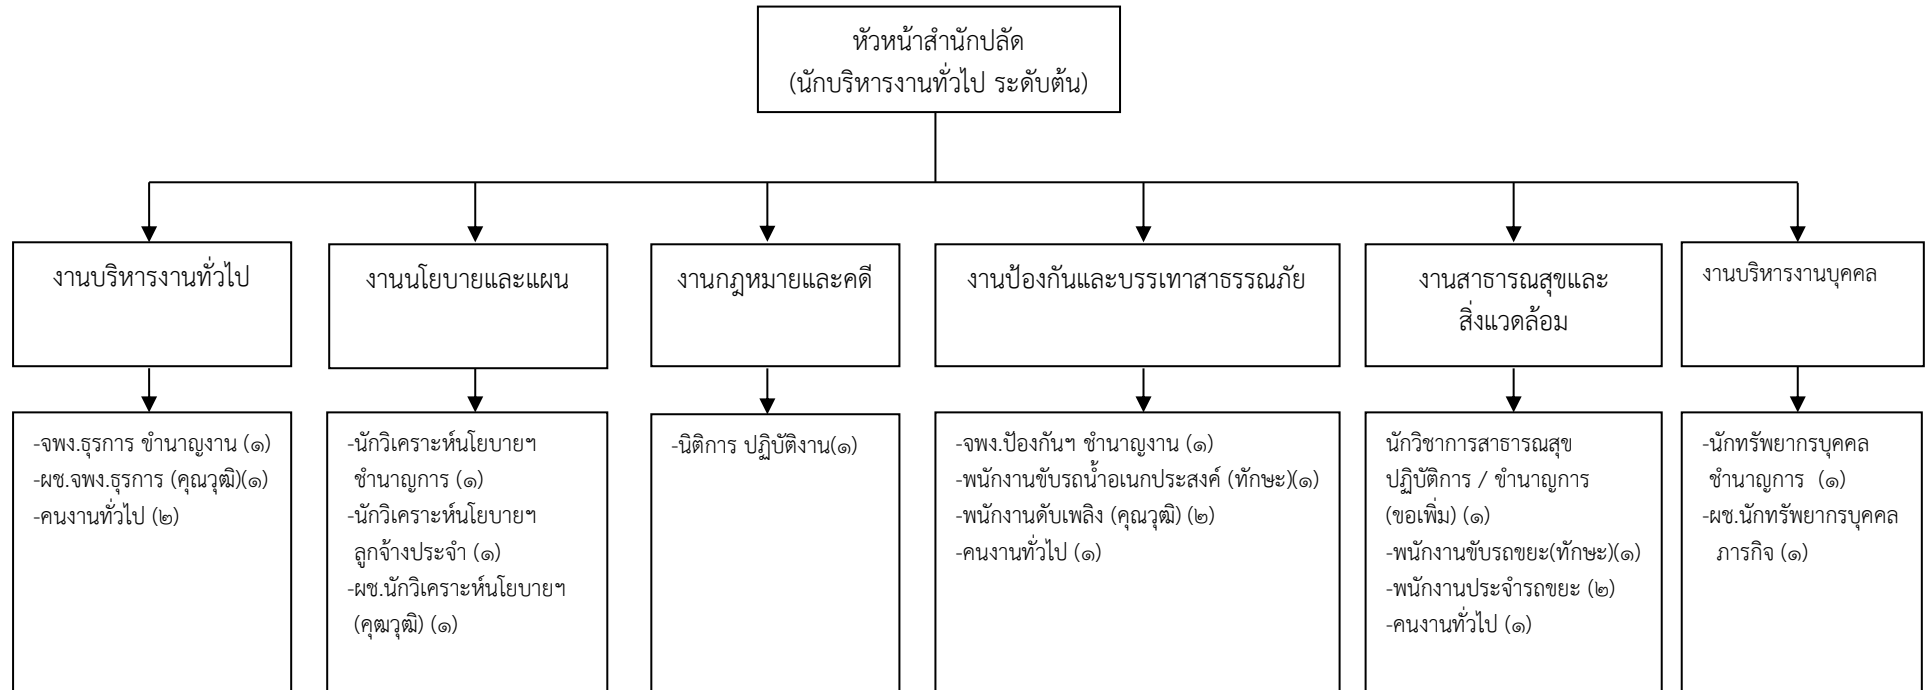 หัวหน้าสำนักปลัด
(นักบริหารงานทั่วไป ระดับต้น)
งานบริหารงานทั่วไป
งานนโยบายและแผน
งานกฎหมายและคดี
งานป้องกันและบรรเทาสาธรรณภัย
งานสาธารณสุขและ
สิ่งแวดล้อม
งานบริหารงานบุคคล
-จพง.ธุรการ ชำนาญงาน (๑)
-ผช.จพง.ธุรการ (คุณวุฒิ)(๑)
-คนงานทั่วไป (๒)
-นักวิเคราะห์นโยบายฯ
ชำนาญการ (๑)
-นักวิเคราะห์นโยบายฯ
ลูกจ้างประจำ (๑)
-ผช.นักวิเคราะห์นโยบายฯ
(คุฒวุฒิ) (๑)
-นิติการ ปฏิบัติงาน(๑)
-จพง.ป้องกันฯ ชำนาญงาน (๑)
-พนักงานขับรถน้ำอเนกประสงค์ (ทักษะ)(๑)
-พนักงานดับเพลิง (คุณวุฒิ) (๒)
-คนงานทั่วไป (๑)
นักวิชาการสาธารณสุข
ปฏิบัติการ / ชำนาญการ
(ขอเพิ่ม) (๑)
-พนักงานขับรถขยะ(ทักษะ)(๑)
-พนักงานประจำรถขยะ (๒)
-คนงานทั่วไป (๑)
-นักทรัพยากรบุคคล
ชำนาญการ (๑)
-ผช.นักทรัพยากรบุคคล
ภารกิจ (๑)